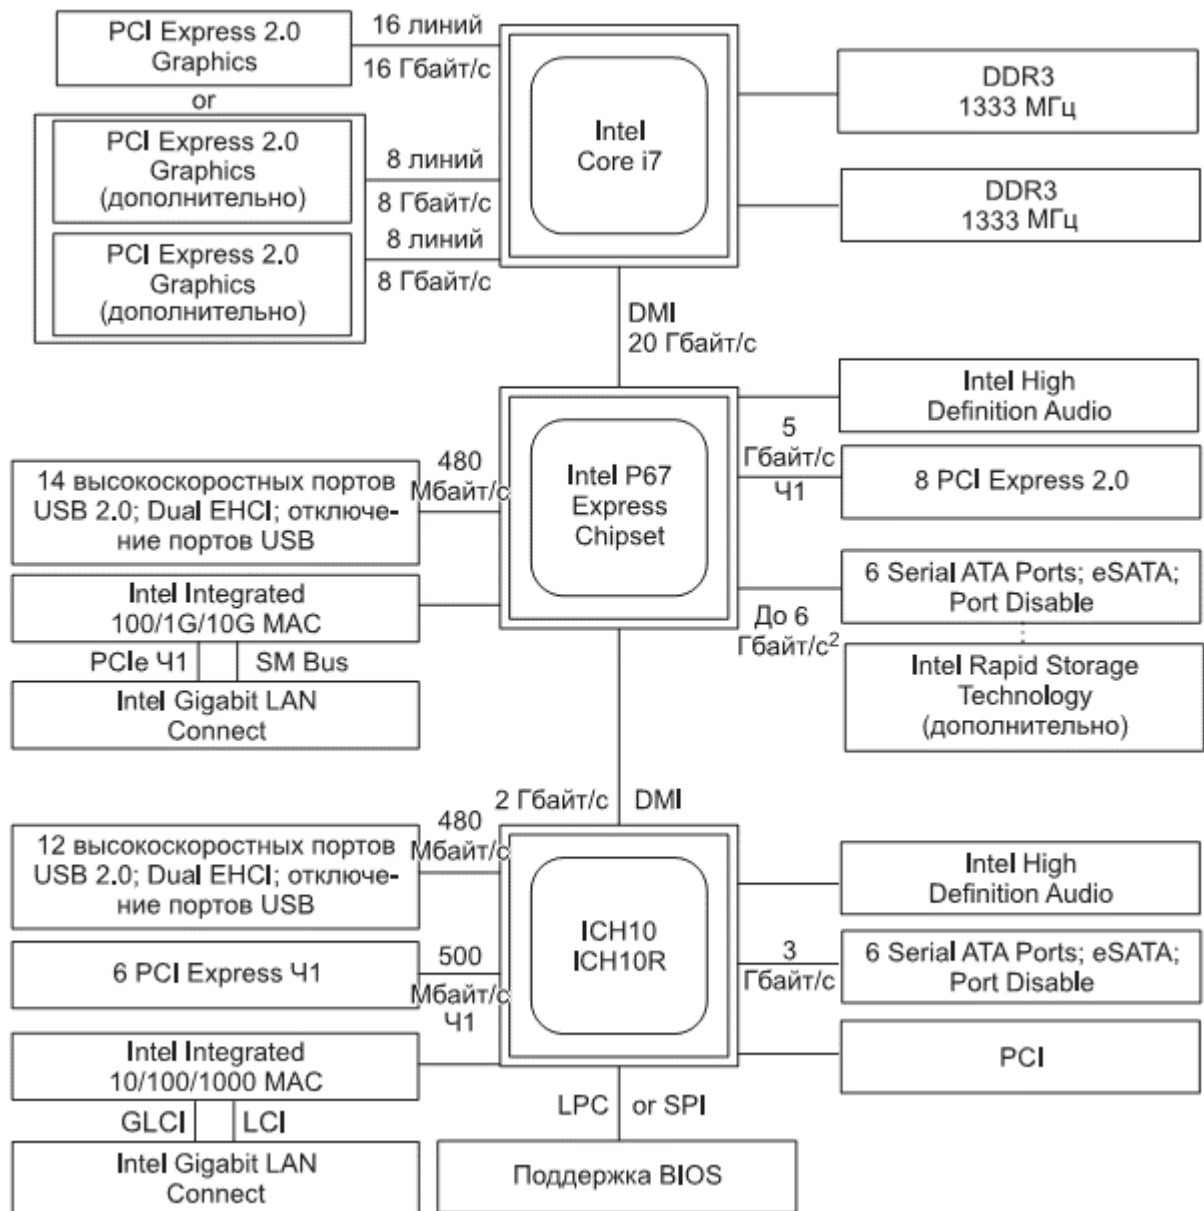 PCI Express 2.0
Graphics
16 линий
16 Гбайт/с
or
PCI Express 2.0
Graphics
(дополнительно)
8 линий
8 Гбайт/с
PCI Express 2.0
Graphics
(дополнительно)
8 линий
8 Гбайт/с
Intel
Core i7
DDR3
1333 МГц
DDR3
1333 МГц
DMI
20 Гбайт/с
Intel High
Definition Audio
Intel P67
Express
Chipset
5
Гбайт/с
Ч1
8 PCI Express 2.0
480
Мбайт/с
14 высокоскоростных портов
USB 2.0; Dual EHCI; отключе-
ние портов USB
6 Serial ATA Ports; eSATA;
Port Disable
До 6
Гбайт/с²
Intel Integrated
100/1G/10G MAC
PCIe Ч1
SM Bus
Intel Gigabit LAN
Connect
Intel Rapid Storage
Technology
(дополнительно)
2 Гбайт/с
DMI
12 высокоскоростных портов
USB 2.0; Dual EHCI; отключе-
ние портов USB
480
Мбайт/с
ICH10
ICH10R
Intel High
Definition Audio
6 PCI Express Ч1
500
Мбайт/с
Ч1
3
Гбайт/с
6 Serial ATA Ports; eSATA;
Port Disable
Intel Integrated
10/100/1000 MAC
PCI
GLCI
LCI
Intel Gigabit LAN
Connect
LPC
or SPI
Поддержка BIOS